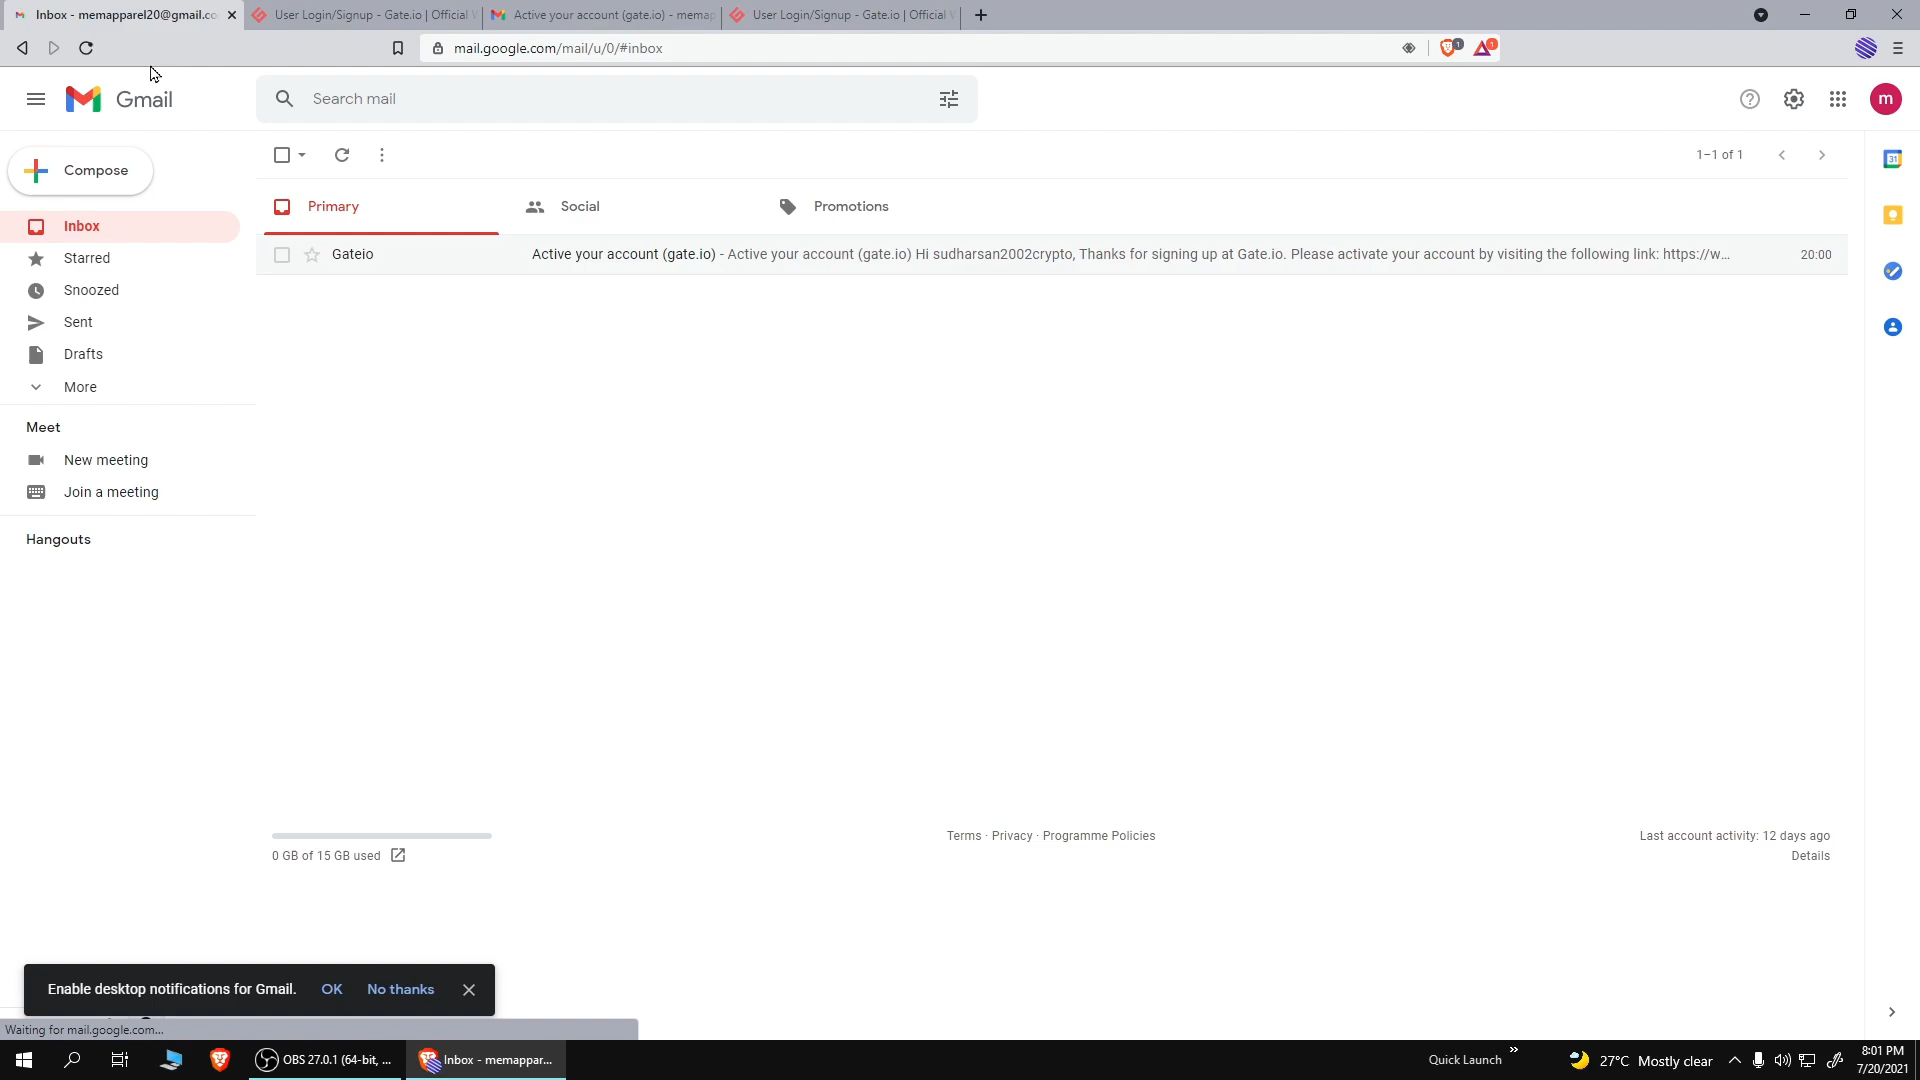 Inbox - memapparel20@gmail.co
User Login/Signup - Gate.io | Official
Active your account (gate.io) - memap
User Login/Signup - Gate.io | Official
mail.google.com/mail/u/0/#inbox
1
1
Gmail
Search mail
m
Compose
1–1 of 1
31
Primary
Social
Promotions
Inbox
Gateio
Active your account (gate.io) - Active your account (gate.io) Hi sudharsan2002crypto, Thanks for signing up at Gate.io. Please activate your account by visiting the following link: https://w...
20:00
Starred
Snoozed
Sent
Drafts
More
Meet
New meeting
Join a meeting
Hangouts
0 GB of 15 GB used
Terms · Privacy · Programme Policies
Last account activity: 12 days ago
Details
Enable desktop notifications for Gmail.
OK
No thanks
Waiting for mail.google.com...
OBS 27.0.1 (64-bit, ...
Inbox - memappar...
Quick Launch
27°C Mostly clear
8:01 PM
7/20/2021